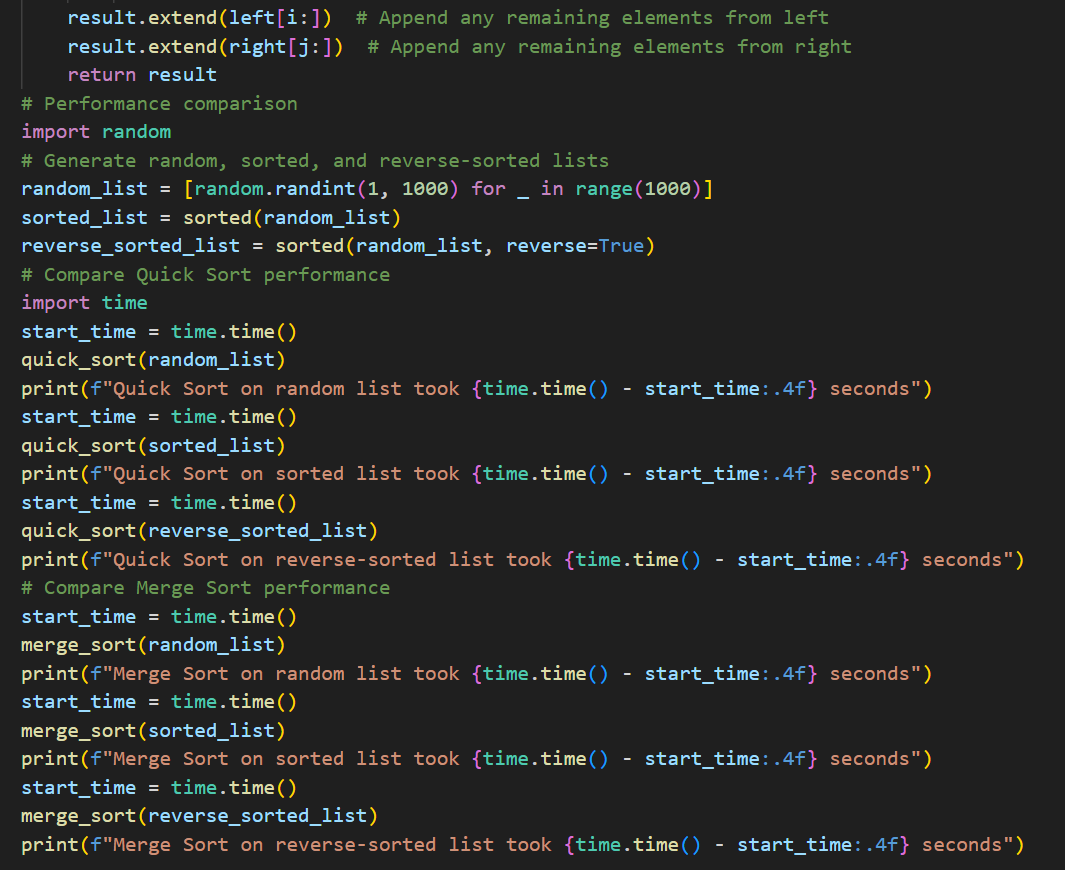 result.extend(left[i:])  # Append any remaining elements from left
result.extend(right[j:])  # Append any remaining elements from right
return result
# Performance comparison
import random
# Generate random, sorted, and reverse-sorted lists
random_list = [random.randint(1, 1000) for _ in range(1000)]
sorted_list = sorted(random_list)
reverse_sorted_list = sorted(random_list, reverse=True)
# Compare Quick Sort performance
import time
start_time = time.time()
quick_sort(random_list)
print(f"Quick Sort on random list took {time.time() - start_time:.4f} seconds")
start_time = time.time()
quick_sort(sorted_list)
print(f"Quick Sort on sorted list took {time.time() - start_time:.4f} seconds")
start_time = time.time()
quick_sort(reverse_sorted_list)
print(f"Quick Sort on reverse-sorted list took {time.time() - start_time:.4f} seconds")
# Compare Merge Sort performance
start_time = time.time()
merge_sort(random_list)
print(f"Merge Sort on random list took {time.time() - start_time:.4f} seconds")
start_time = time.time()
merge_sort(sorted_list)
print(f"Merge Sort on sorted list took {time.time() - start_time:.4f} seconds")
start_time = time.time()
merge_sort(reverse_sorted_list)
print(f"Merge Sort on reverse-sorted list took {time.time() - start_time:.4f} seconds")